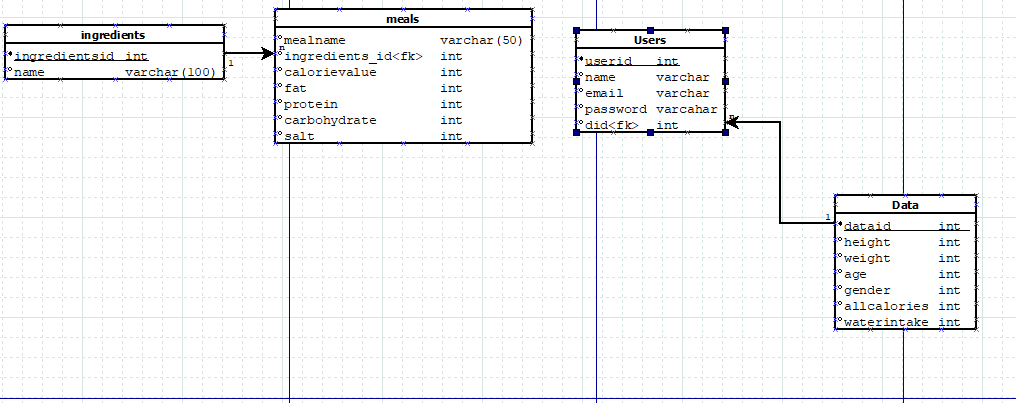 ingredients
ingredientsid int
name varchar(100)
1
n
meals
mealname varchar(50)
ingredients_id<fk> int
calorievalue int
fat int
protein int
carbohydrate int
salt int
Users
userid int
name varchar
email varchar
password varcahar
did<fk> int
n
1
Data
dataid int
height int
weight int
age int
gender int
allcalories int
waterintake int